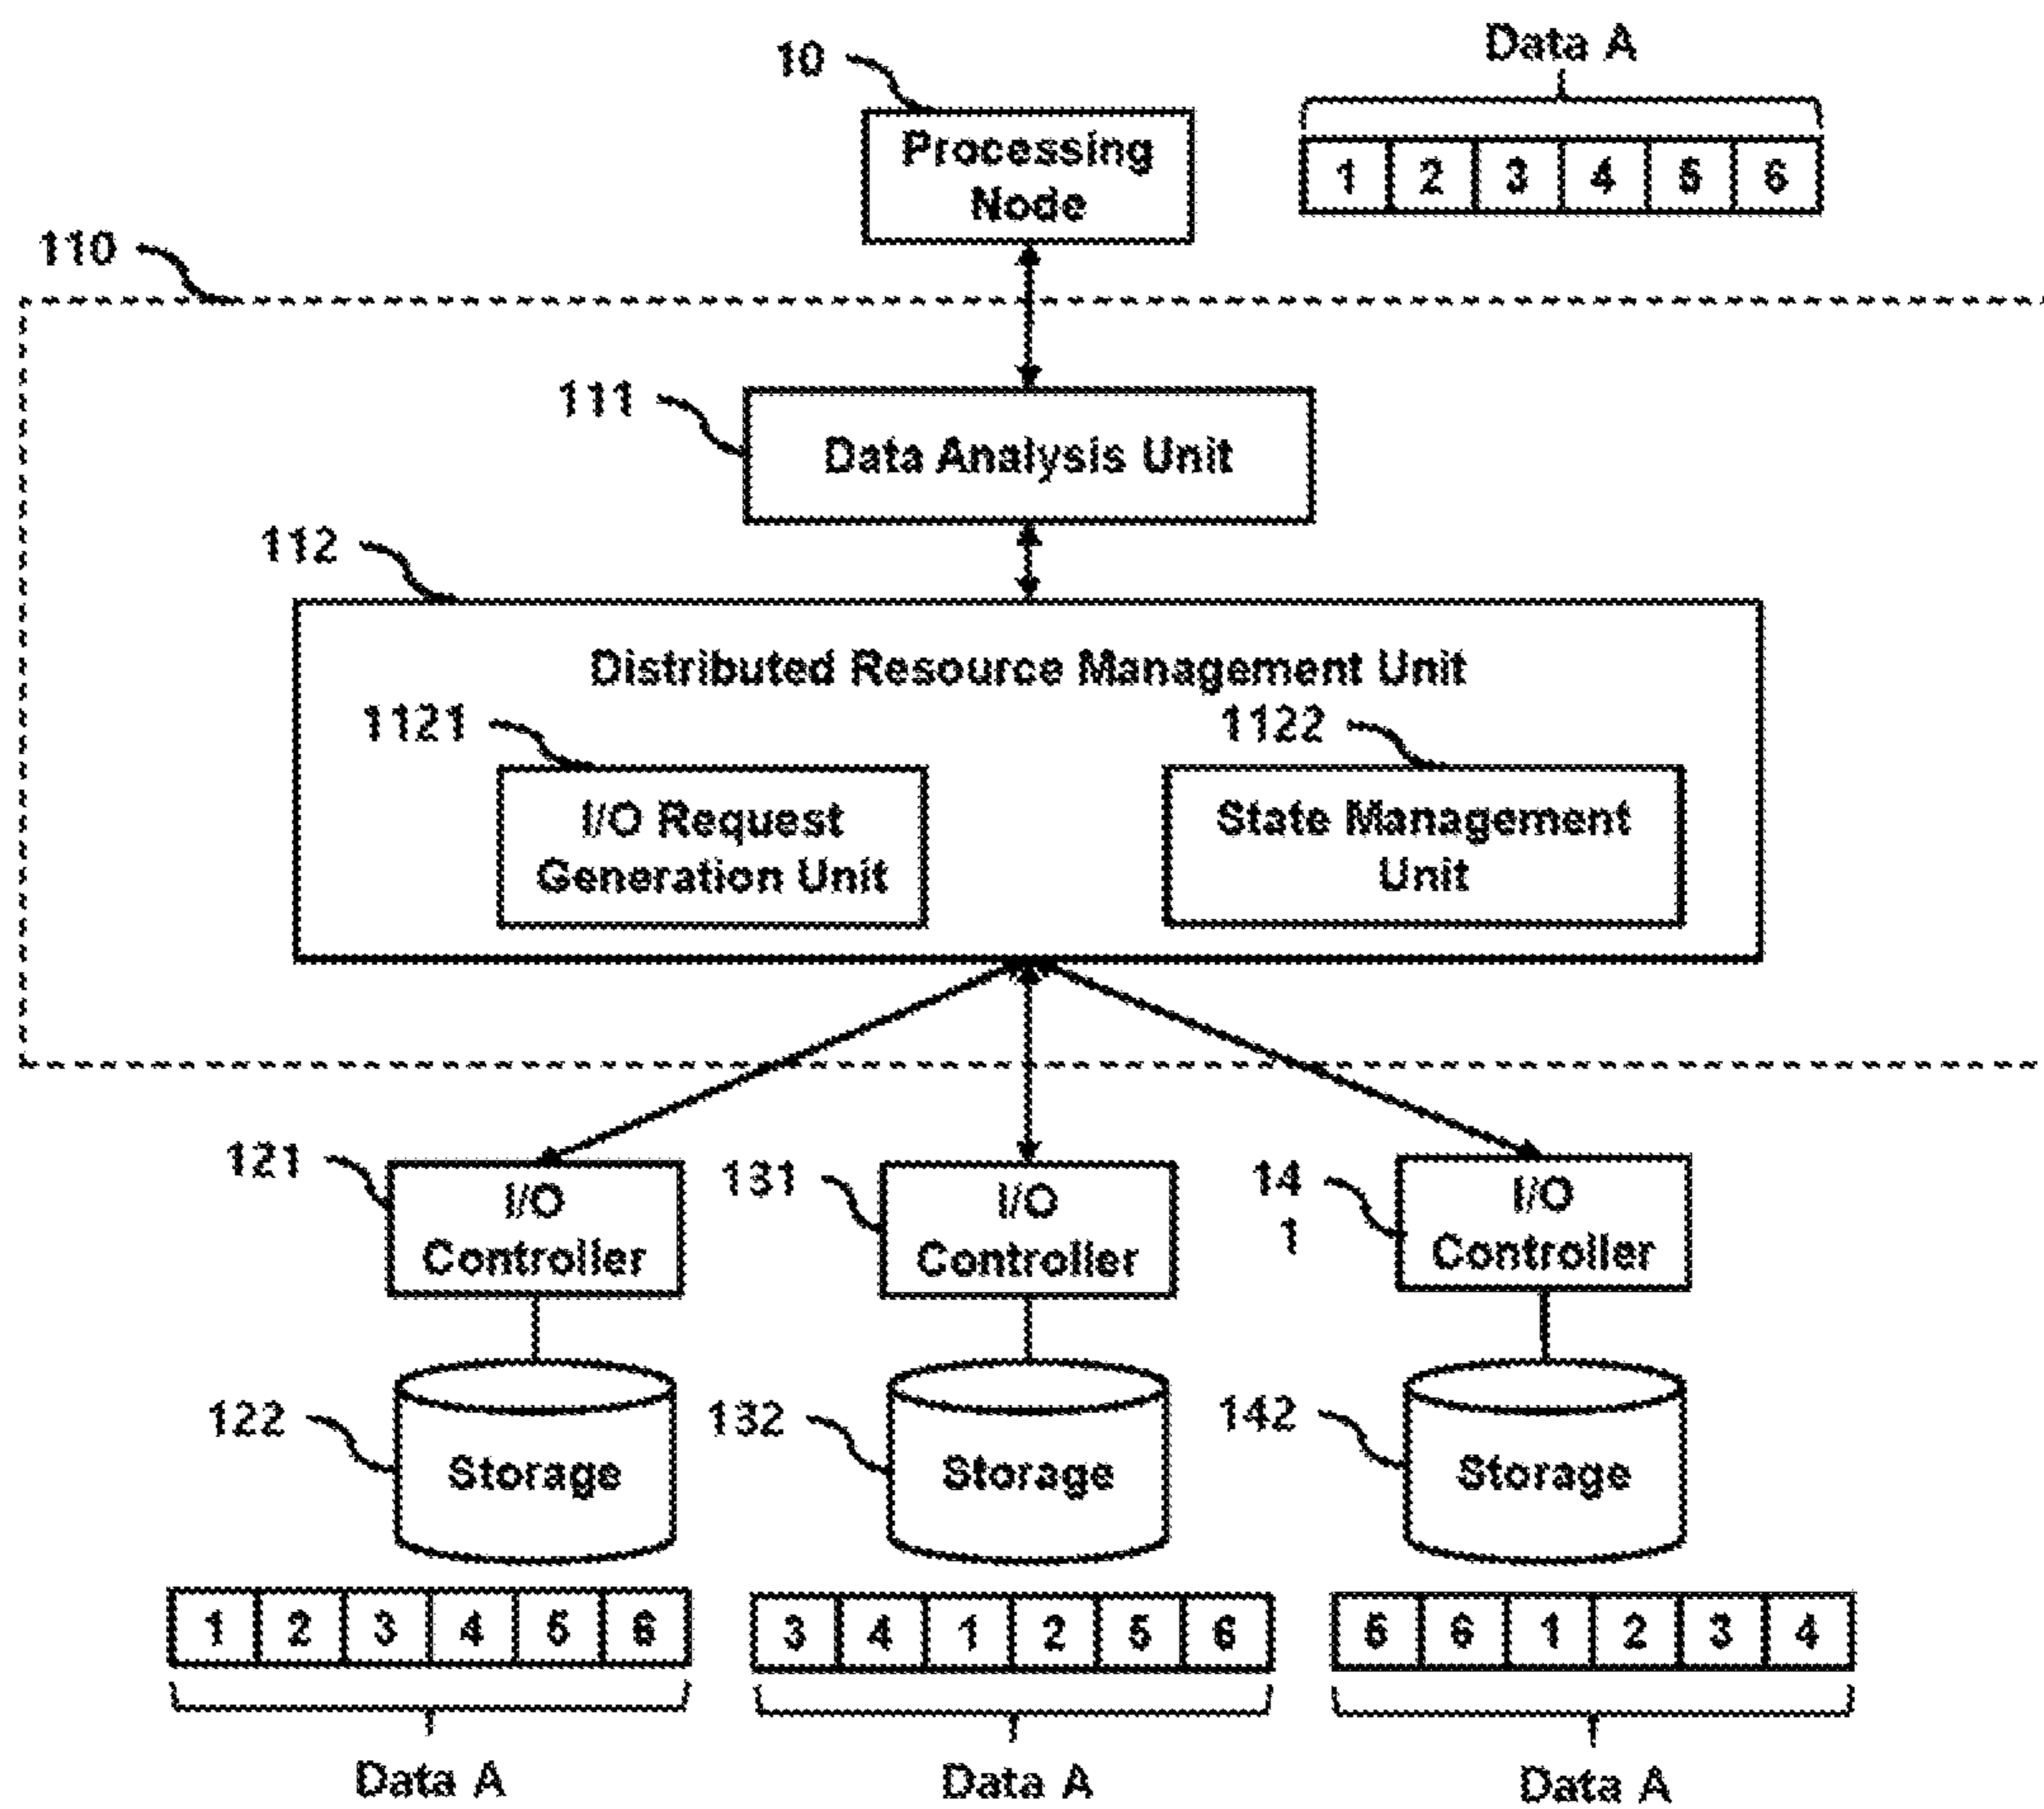 Data A
10
Processing
Node
1 2 3 4 5 6
110
111
Data Analysis Unit
112
Distributed Resource Management Unit
1121
1122
I/O Request
Generation Unit
State Management
Unit
121
I/O
Controller
131
I/O
Controller
14
1
I/O
Controller
122
Storage
132
Storage
142
Storage
1 2 3 4 5 6
3 4 1 2 5 6
5 6 1 2 3 4
Data A
Data A
Data A